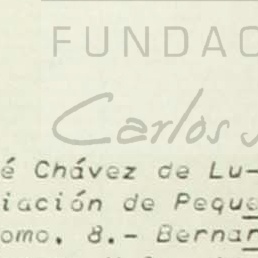 FUNDAC
Carlos
é Chávez de Lu-
iación de Peque
omo, 8.- Bernar